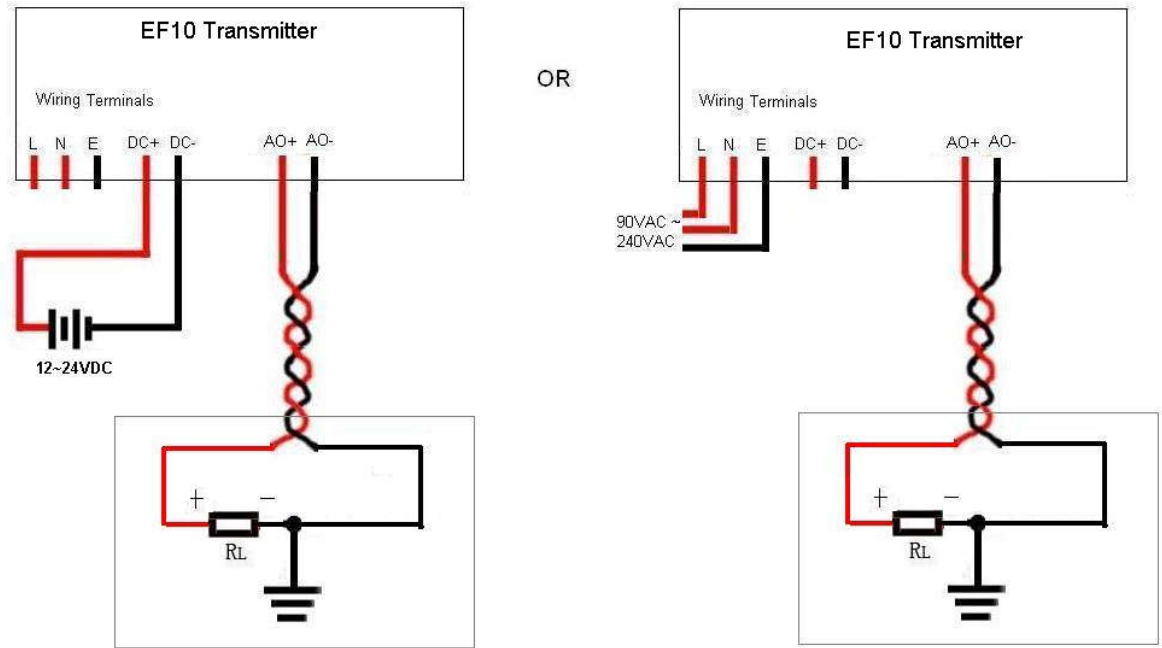 EF10 Transmitter
Wiring Terminals
L N E DC+ DC- AO+ AO-
12~24VDC
+ −
RL
OR
EF10 Transmitter
Wiring Terminals
L N E DC+ DC- AO+ AO-
90VAC ~
240VAC
+ −
RL